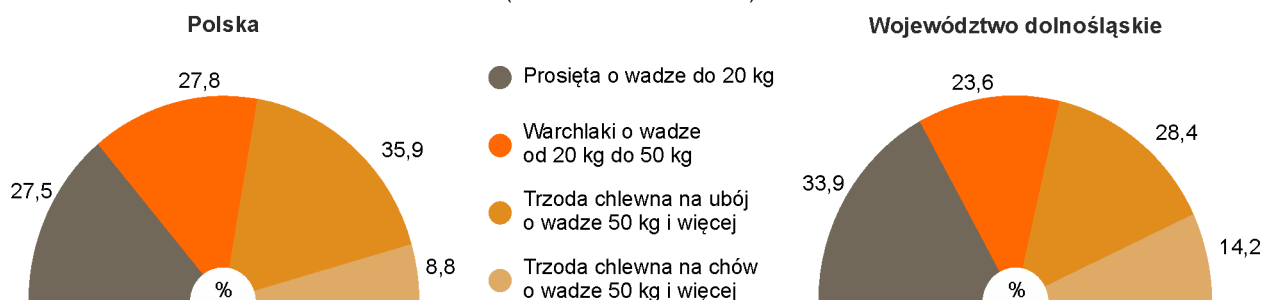 Polska
Województwo dolnośląskie
27,8
27,5
35,9
8,8
%
Prosięta o wadze do 20 kg
Warchlaki o wadze
od 20 kg do 50 kg
Trzoda chlewna na ubój
o wadze 50 kg i więcej
Trzoda chlewna na chów
o wadze 50 kg i więcej
23,6
33,9
28,4
14,2
%